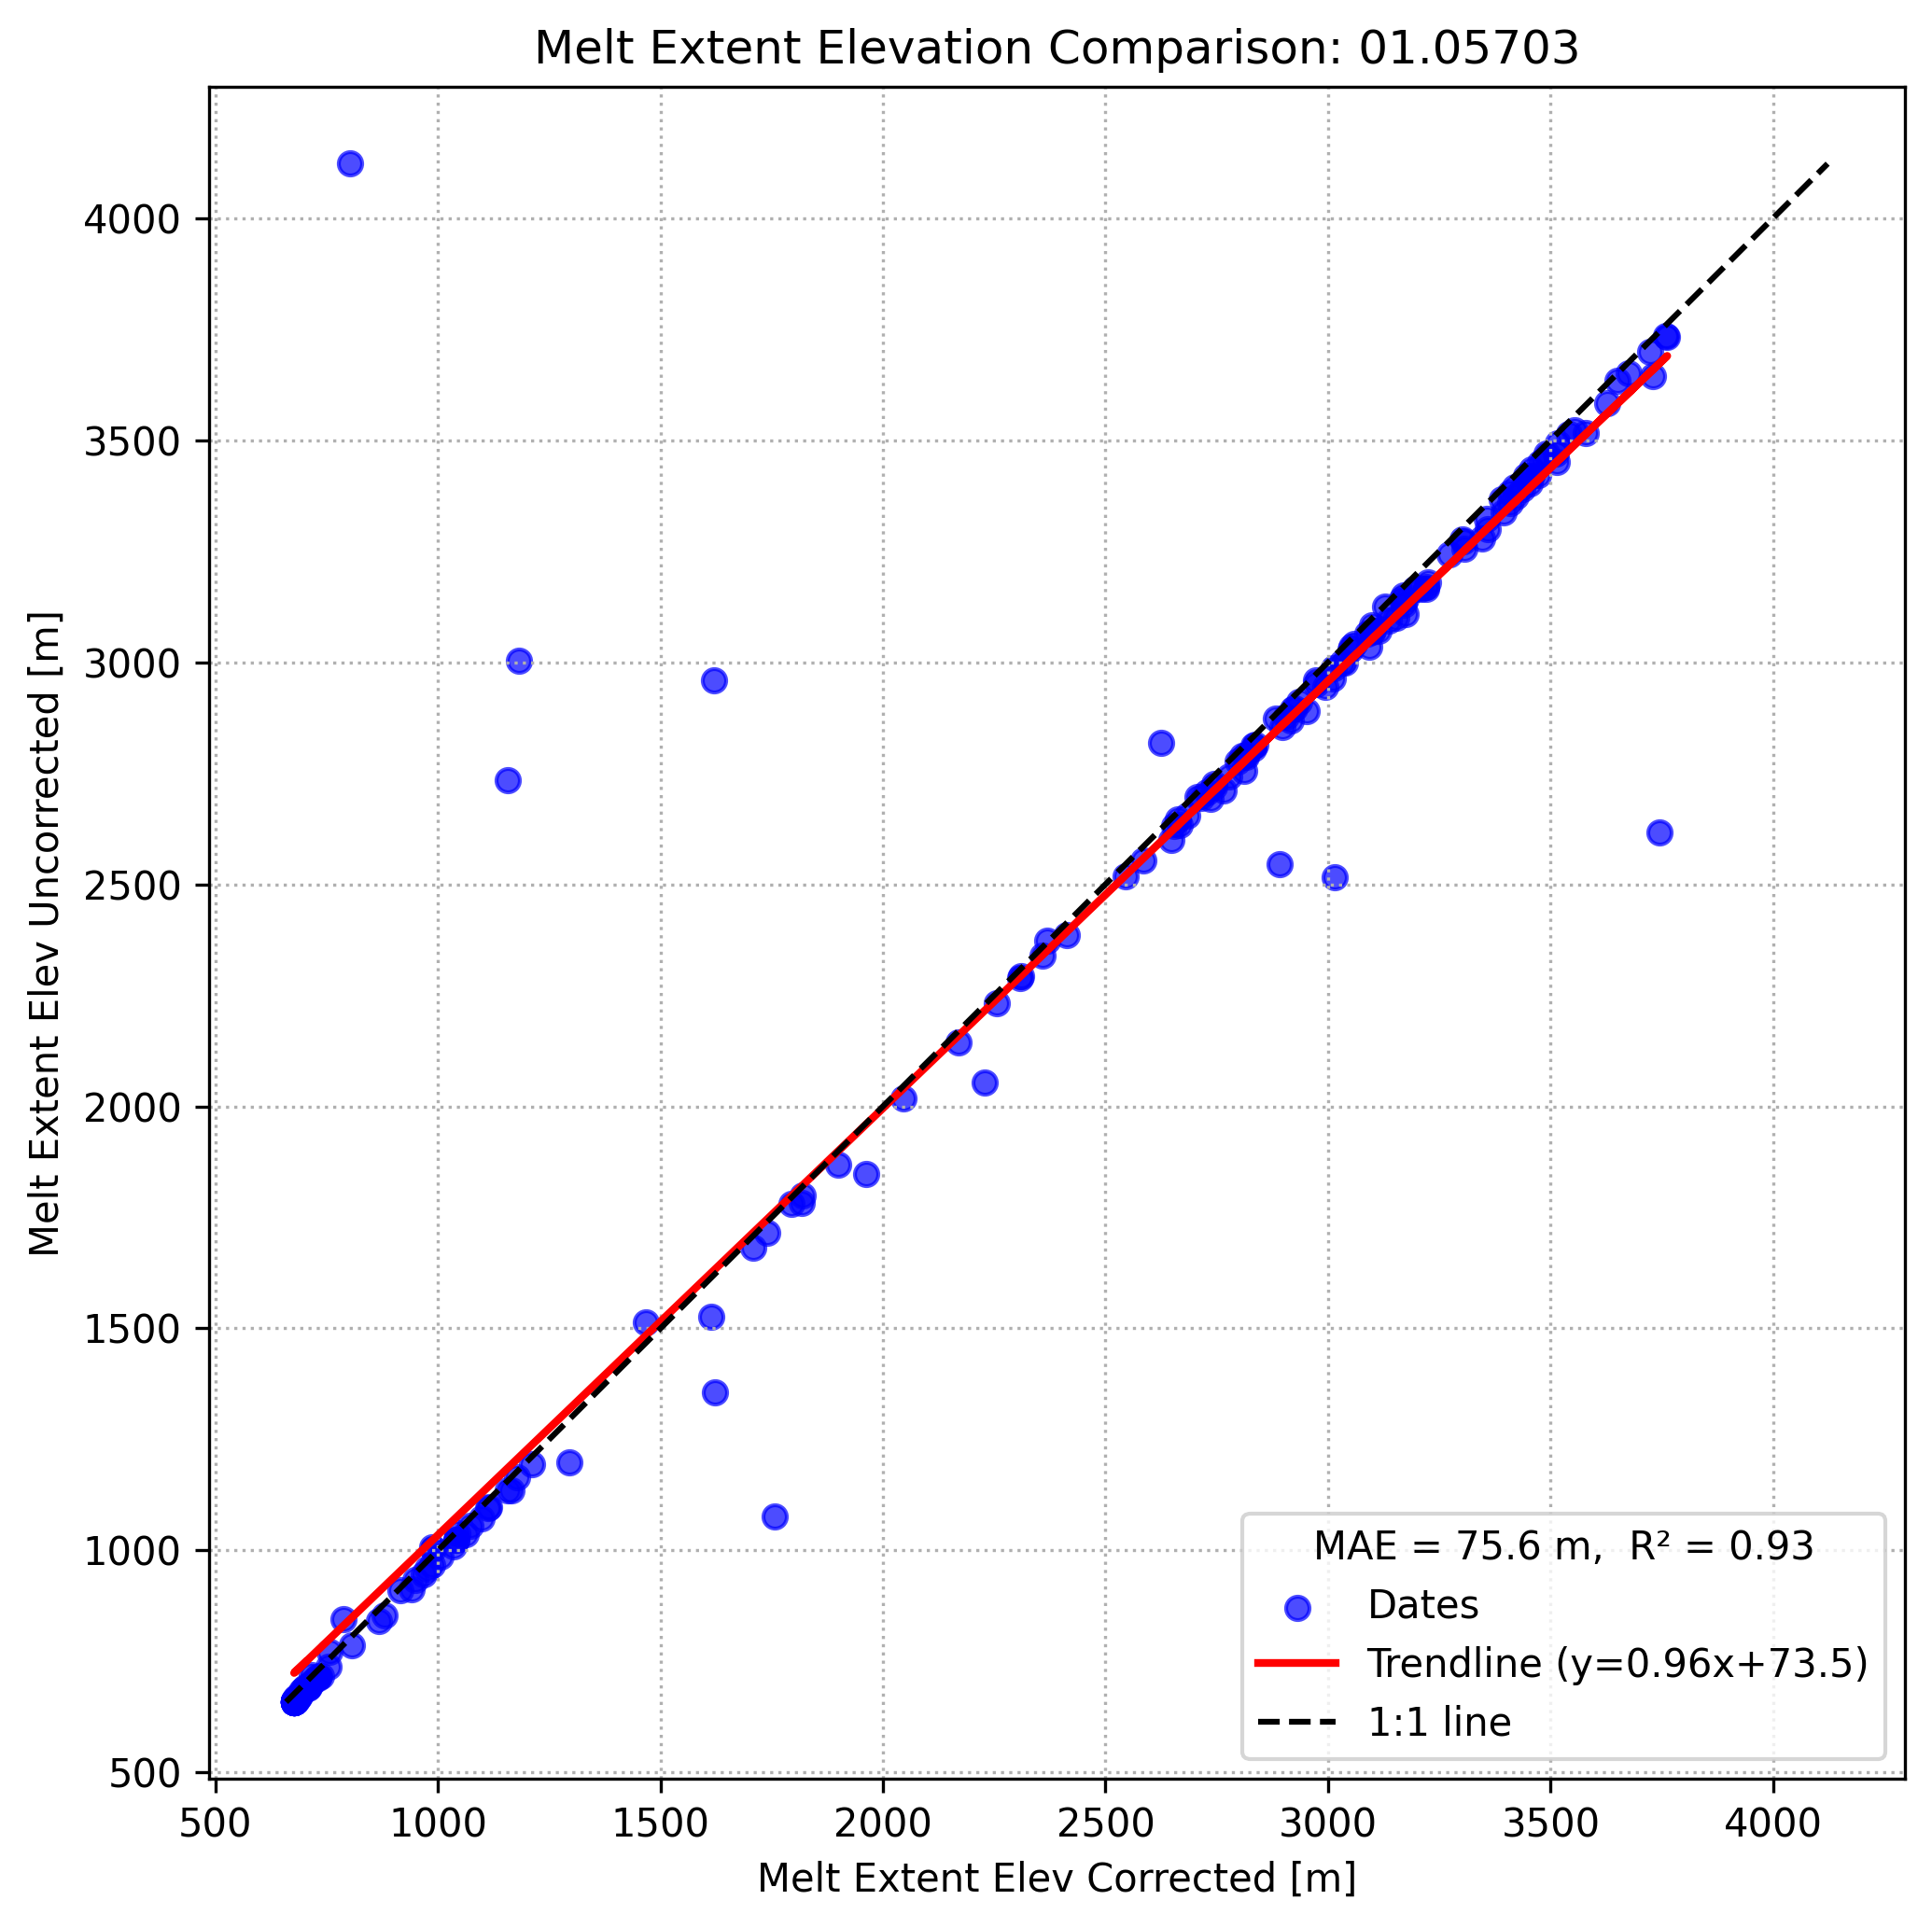 Melt Extent Elevation Comparison: 01.05703
4000
3500
3000
2500
2000
1500
1000
500
Melt Extent Elev Uncorrected [m]
MAE = 75.6 m, R² = 0.93
Dates
Trendline (y=0.96x+73.5)
1:1 line
500 1000 1500 2000 2500 3000 3500 4000
Melt Extent Elev Corrected [m]